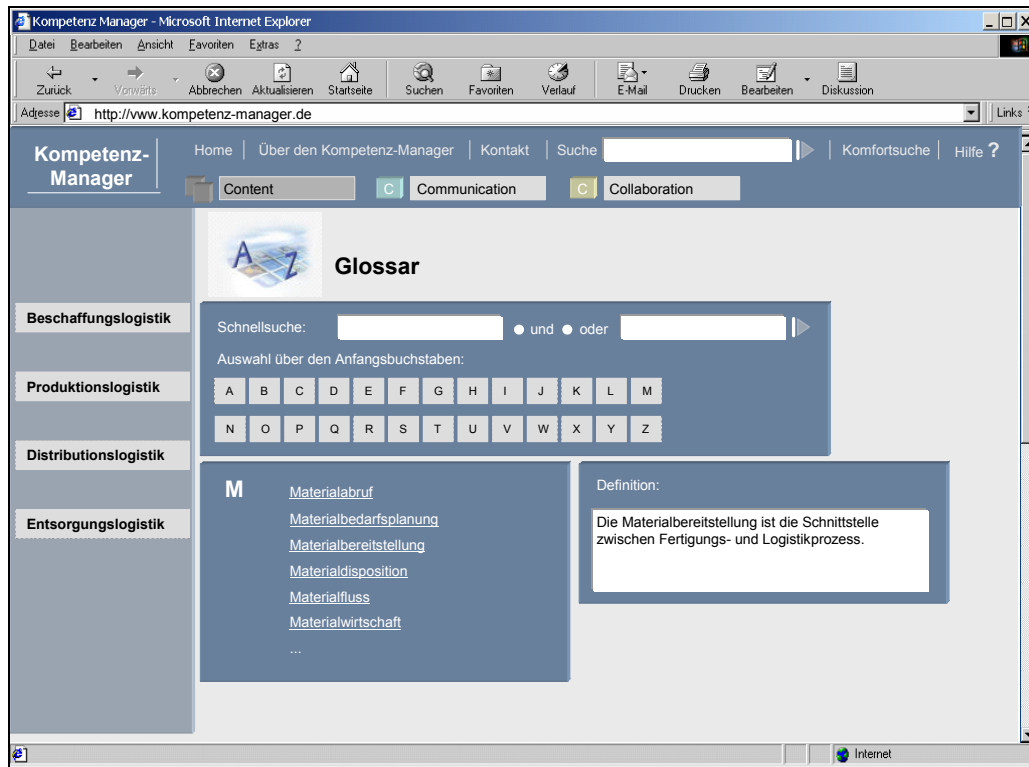 Kompetenz Manager - Microsoft Internet Explorer
Datei Bearbeiten Ansicht Favoriten Extras ?
Zurück Vorwärts Abbrechen Aktualisieren Startseite Suchen Favoriten Verlauf E-Mail Drucken Bearbeiten Diskussion
Adresse http://vww.kompetenz-manager.de Links
Kompetenz-
Manager
Home | Über den Kompetenz-Manager | Kontakt | Suche | Komfortsuche | Hilfe ?
Content C Communication C Collaboration
A Z
Glossar
Beschaffungslogistik
Produktionslogistik
Distributionslogistik
Entsorgungslogistik
Schnellsuche: und oder
Auswahl über den Anfangsbuchstaben:
A B C D E F G H I J K L M
N O P Q R S T U V W X Y Z
M
Materialabruf
Materialbedarfsplanung
Materialbereitstellung
Materialdisposition
Materialfluss
Materialwirtschaft
...
Definition:
Die Materialbereitstellung ist die Schnittstelle
zwischen Fertigungs- und Logistikprozess.
Internet